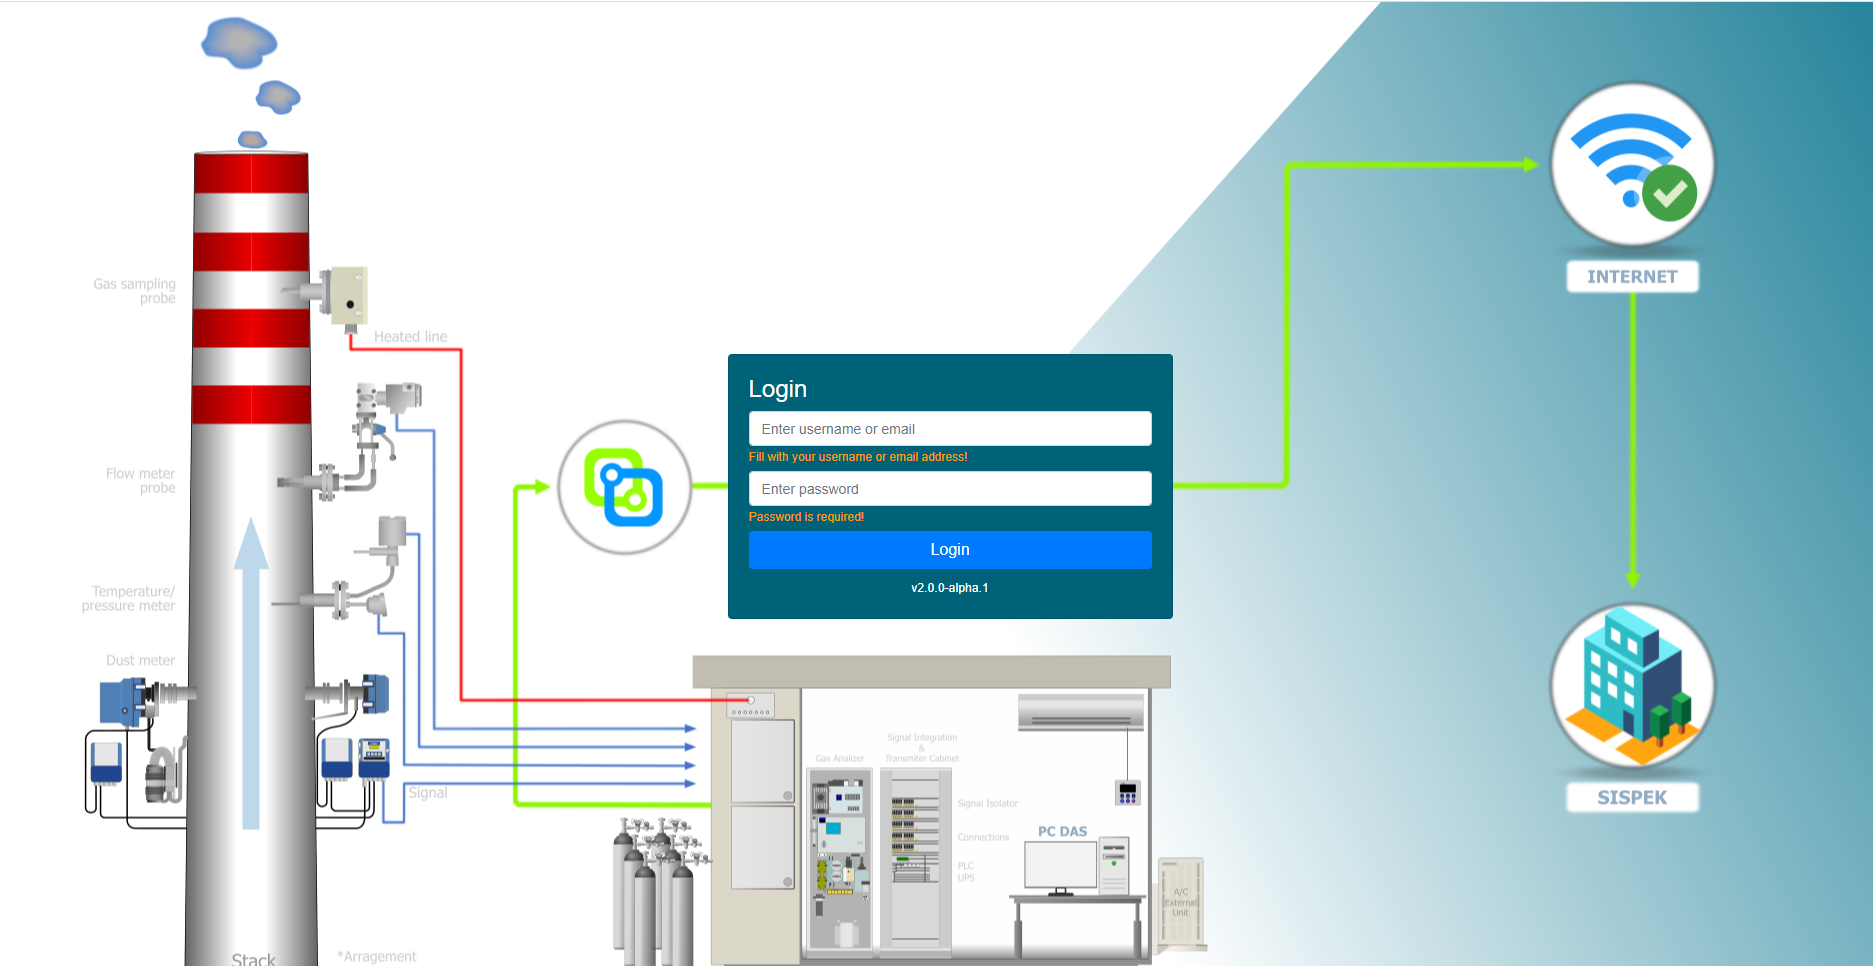 Gas sampling
probe
Heated line
Flow meter
probe
Temperature/
pressure meter
Dust meter
Signal
Stack
*Arragement
Login
Enter username or email
Fill with your username or email address!
Enter password
Password is required!
Login
v2.0.0-alpha.1
INTERNET
SISPEK
Gas Analizer
Signal Integration
&
Transmiter Cabinet
Signal Isolator
Connections
PLC
UPS
PC DAS
A/C
External
Unit